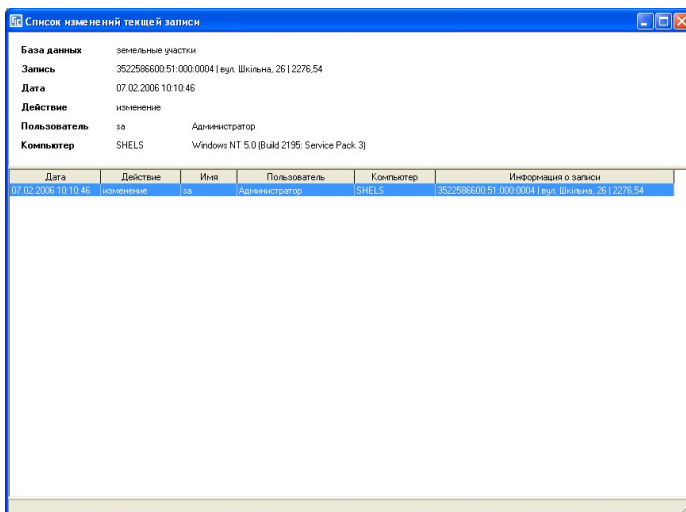 Список изменений текщей записи
База данных земельные участки
Запись 3522586600:51:000:0004 | вул. Шкільна, 26 | 2276,54
Дата 07.02.2006 10:10:46
Действие изменение
Пользователь sa Администратор
Компьютер SHELS Windows NT 5.0 (Build 2195: Service Pack 3)
Дата Действие Имя Пользователь Компьютер Информация о записи
07.02.2006 10:10:46 изменение sa Администратор SHELS 3522586600:51:000:0004 | вул. Шкільна, 26 | 2276,54